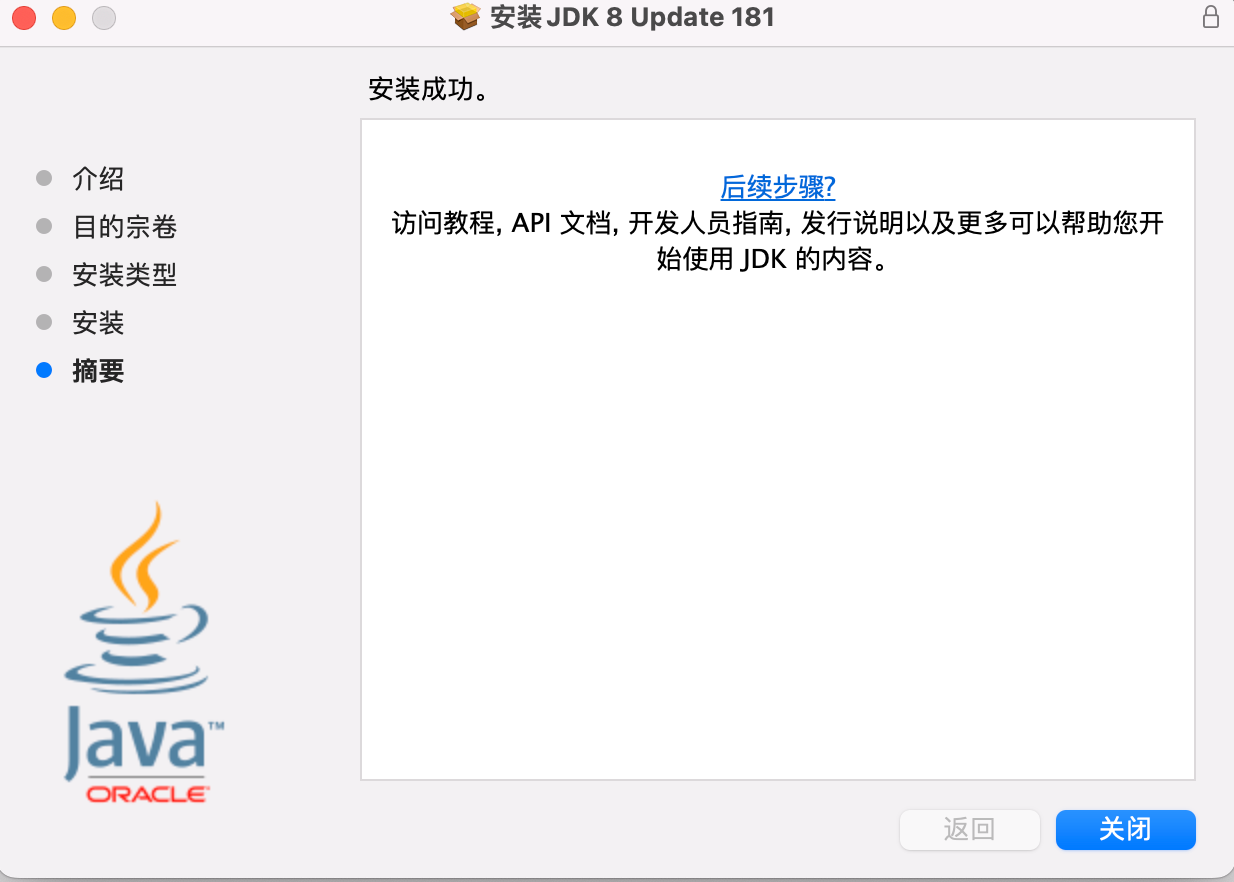 安装 JDK 8 Update 181
安装成功。
介绍
目的宗卷
安装类型
安装
摘要
后续步骤?
访问教程, API 文档, 开发人员指南, 发行说明以及更多可以帮助您开
始使用 JDK 的内容。
Java™
ORACLE
返回
关闭